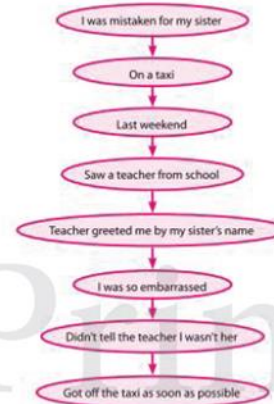 I was mistaken for my sister
On a taxi
Last weekend
Saw a teacher from school
Teacher greeted me by my sister's name
I was so embarrassed
Didn't tell the teacher I wasn't her
Got off the taxi as soon as possible
Prin